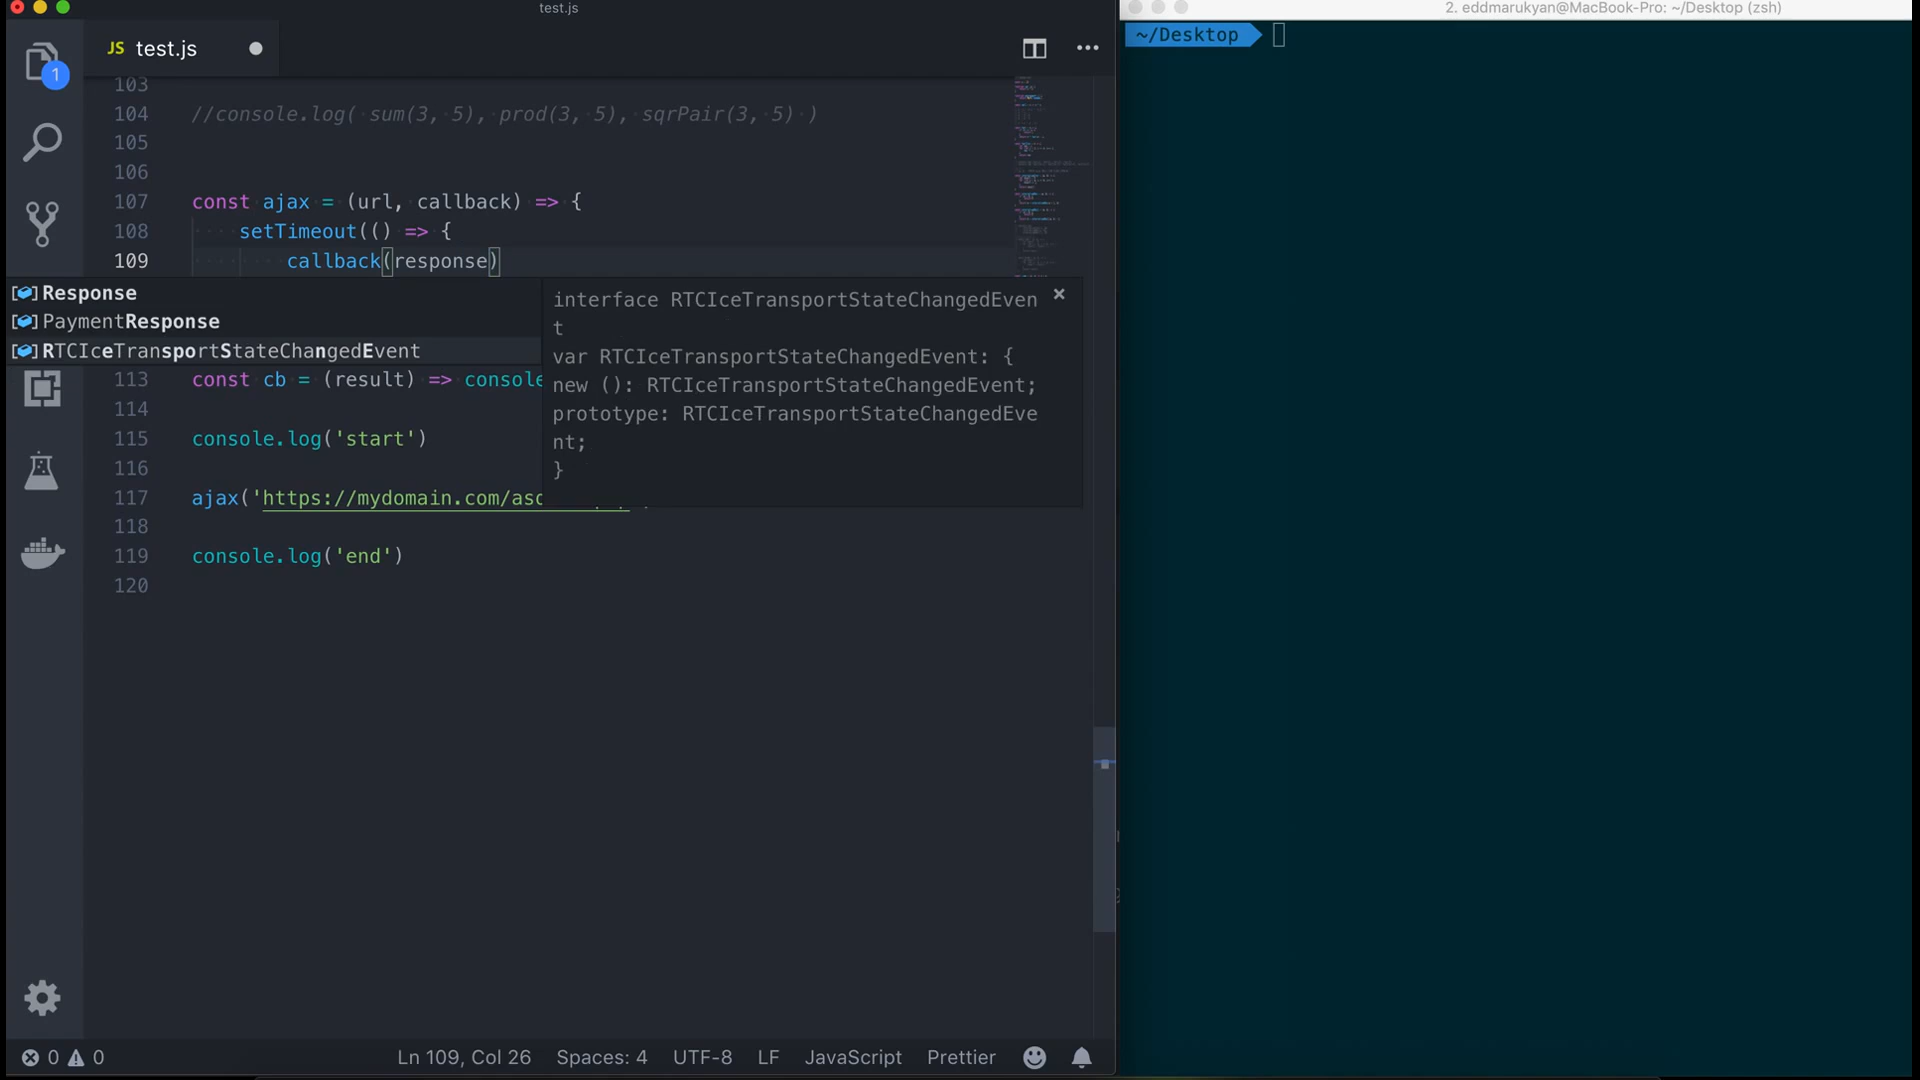 test.js
2. eddmarukyan@MacBook-Pro: ~/Desktop (zsh)
1
JS test.js
~/Desktop
103
104 //console.log( sum(3, 5), prod(3, 5), sqrPair(3, 5) )
105
106
107 const ajax = (url, callback) => {
108 setTimeout(() => {
109 callback(response)
Response
PaymentResponse
RTCIceTransportStateChangedEvent
interface RTCIceTransportStateChangedEven
t
var RTCIceTransportStateChangedEvent: {
new (): RTCIceTransportStateChangedEvent;
prototype: RTCIceTransportStateChangedEve
nt;
}
113 const cb = (result) => console
114
115 console.log('start')
116
117 ajax('https://mydomain.com/
118
119 console.log('end')
120
0 0 Ln 109, Col 26 Spaces: 4 UTF-8 LF JavaScript Prettier